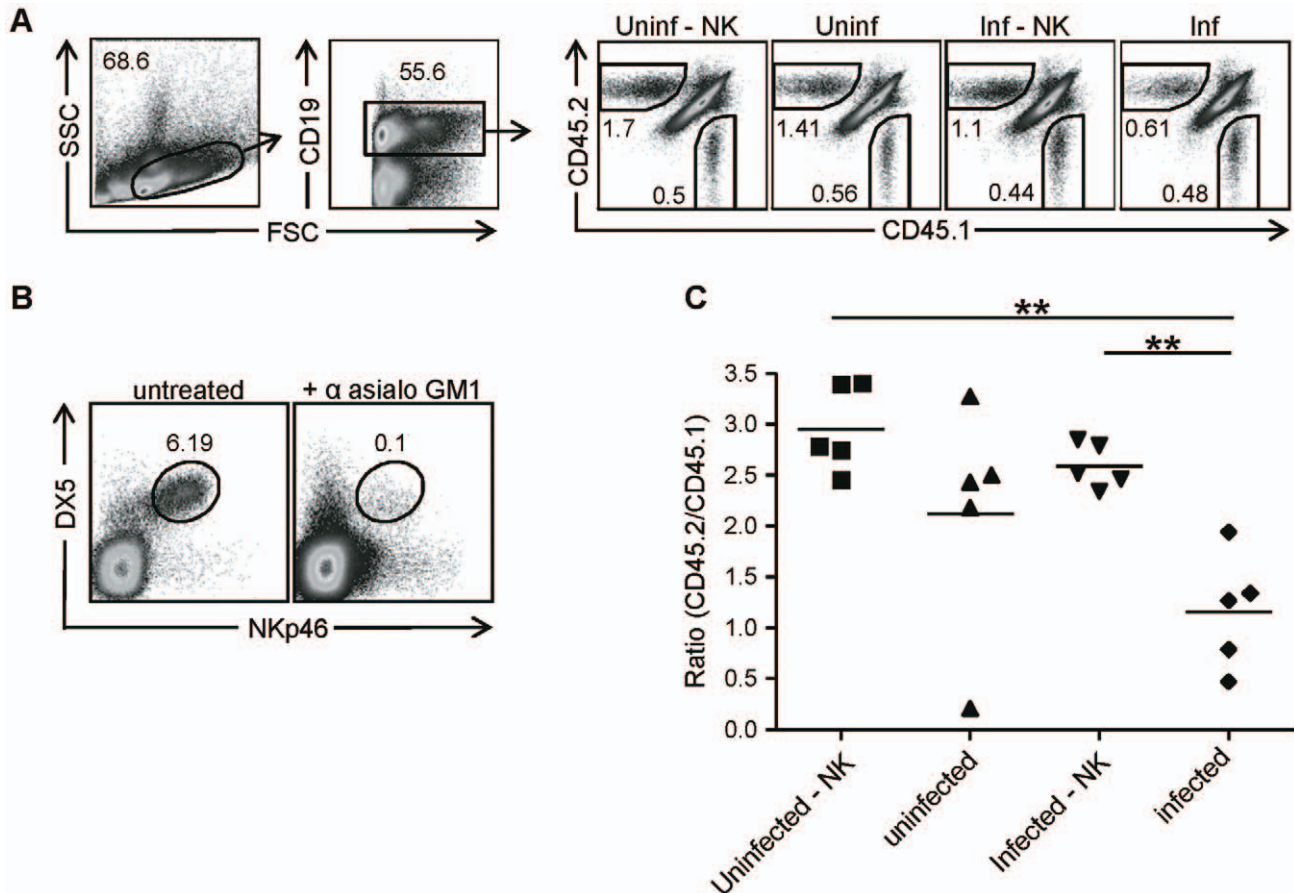 A
SSC
68.6
CD19
55.6
FSC
Uninf - NK
Uninf
Inf - NK
Inf
CD45.2
1.7
0.5
1.41
0.56
1.1
0.44
0.61
0.48
CD45.1
B
untreated
+ α asialo GM1
DX5
6.19
0.1
NKp46
C
**
**
Ratio (CD45.2/CD45.1)
3.5
3.0
2.5
2.0
1.5
1.0
0.5
0.0
Uninfected - NK
uninfected
Infected - NK
infected